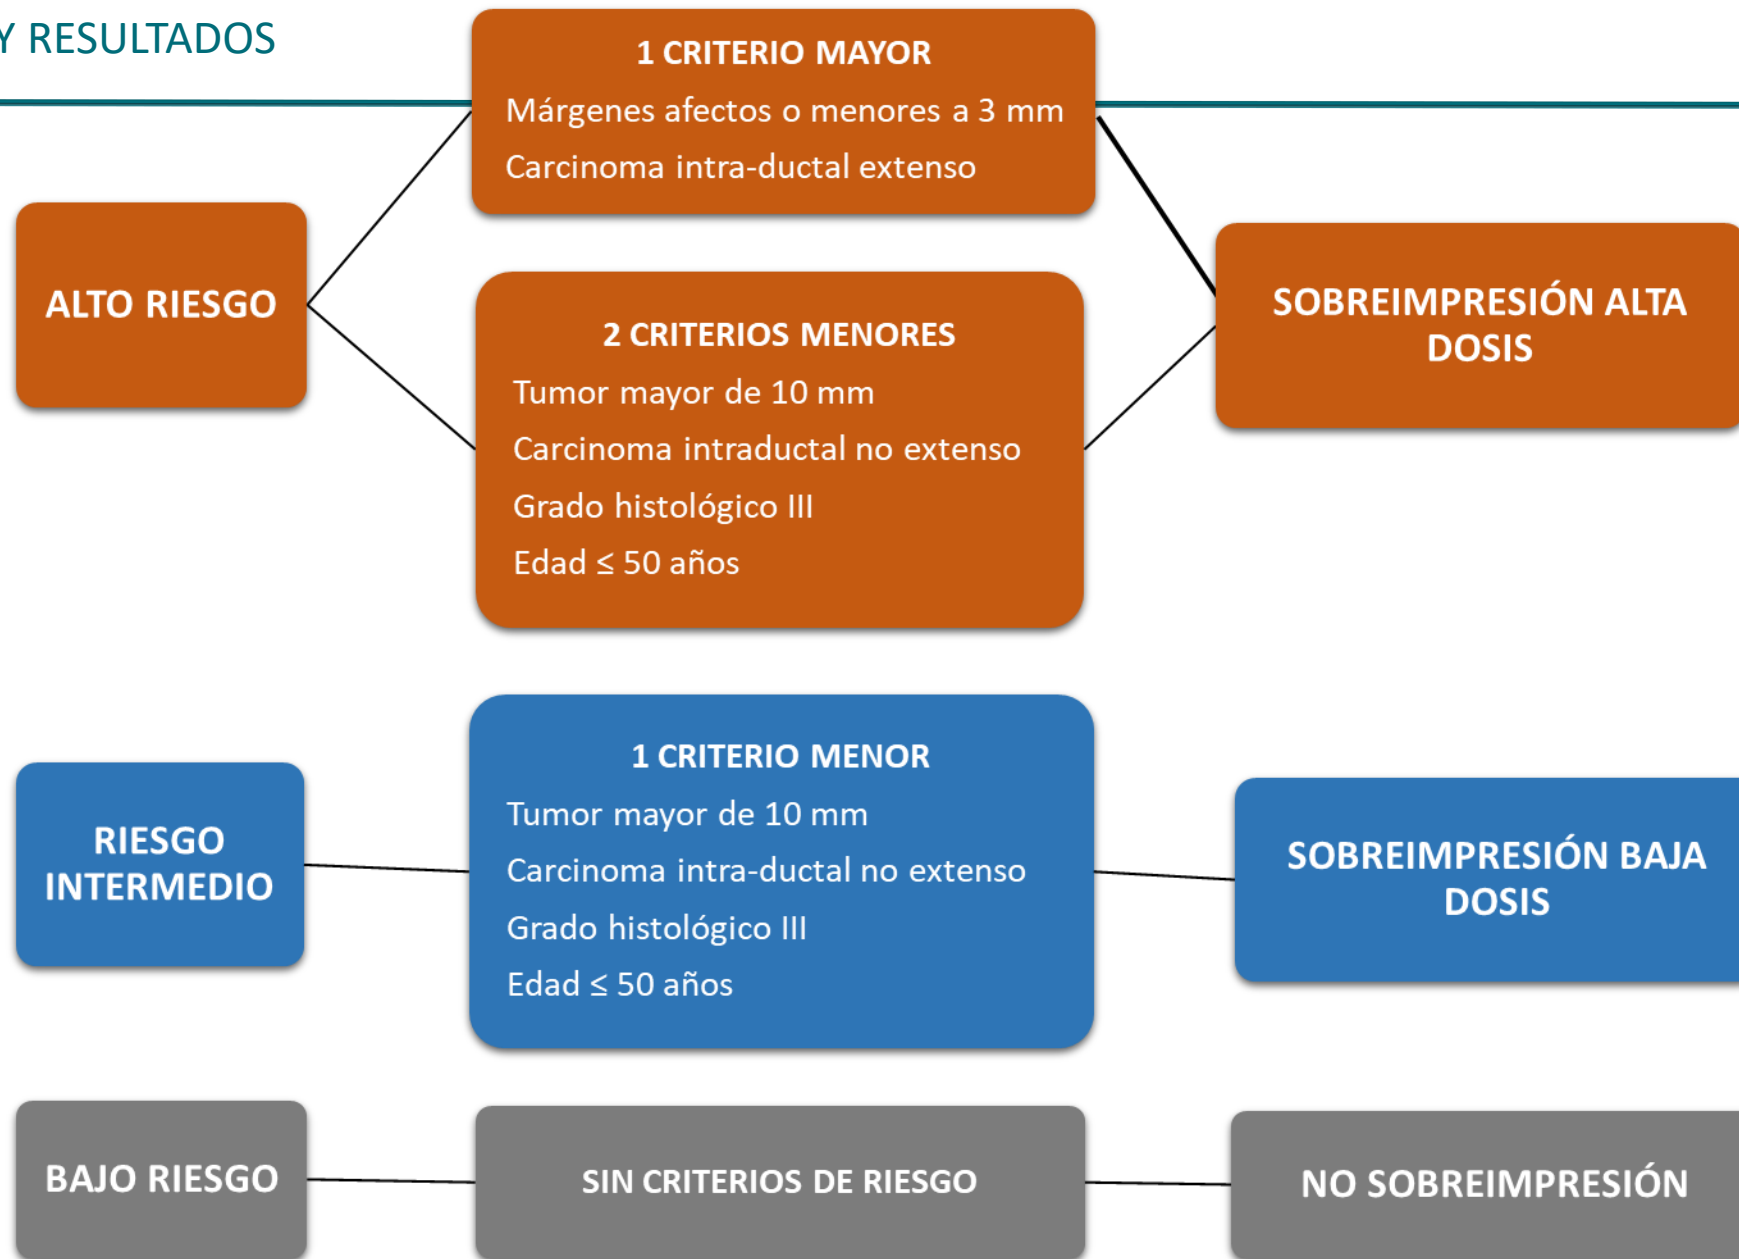 Y RESULTADOS
1 CRITERIO MAYOR
Márgenes afectos o menores a 3 mm
Carcinoma intra-ductal extenso
ALTO RIESGO
2 CRITERIOS MENORES
Tumor mayor de 10 mm
Carcinoma intraductal no extenso
Grado histológico III
Edad ≤ 50 años
SOBREIMPRESIÓN ALTA
DOSIS
RIESGO
INTERMEDIO
1 CRITERIO MENOR
Tumor mayor de 10 mm
Carcinoma intra-ductal no extenso
Grado histológico III
Edad ≤ 50 años
SOBREIMPRESIÓN BAJA
DOSIS
BAJO RIESGO
SIN CRITERIOS DE RIESGO
NO SOBREIMPRESIÓN